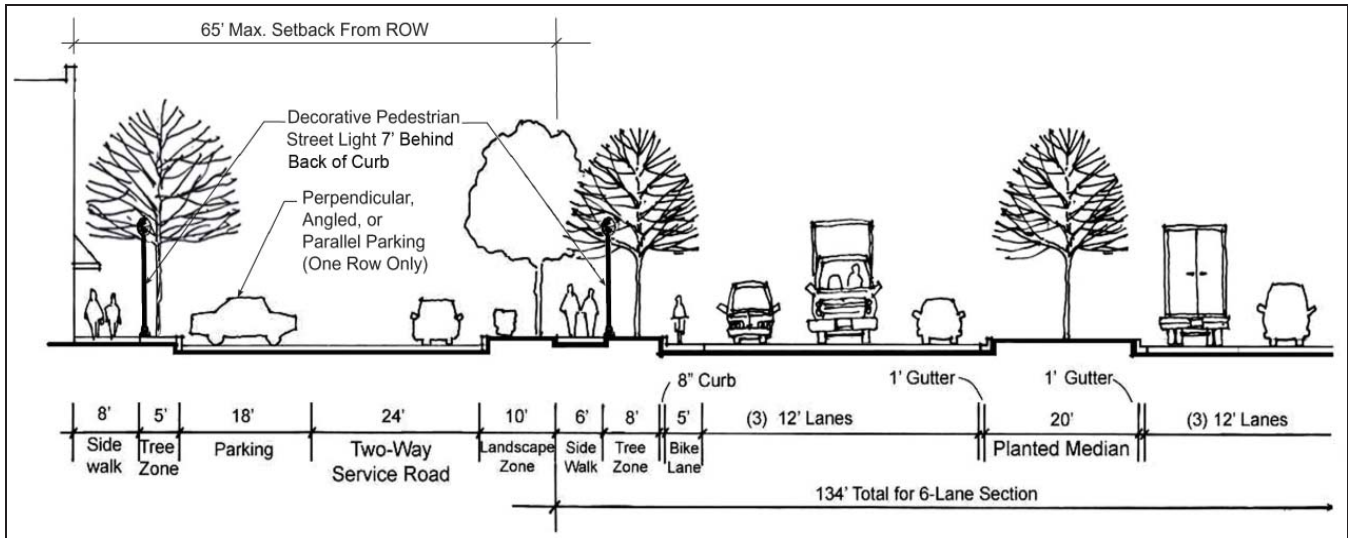 65' Max. Setback From ROW
Decorative Pedestrian
Street Light 7' Behind
Back of Curb
Perpendicular,
Angled, or
Parallel Parking
(One Row Only)
8" Curb
1' Gutter
1' Gutter
8'
5'
18'
24'
10'
6'
8'
5'
(3) 12' Lanes
20'
(3) 12' Lanes
Side
walk
Tree
Zone
Parking
Two-Way
Service Road
Landscape
Zone
Side
Walk
Tree
Zone
Bike
Lane
Planted Median
134' Total for 6-Lane Section